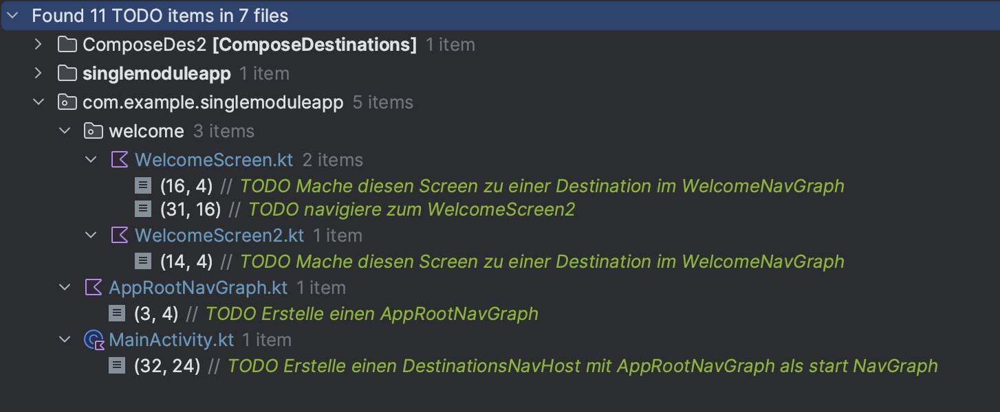 Found 11 TODO items in 7 files
ComposeDes2 [ComposeDestinations] 1 item
singlemoduleapp 1 item
com.example.singlemoduleapp 5 items
welcome 3 items
WelcomeScreen.kt 2 items
(16, 4) // TODO Mache diesen Screen zu einer Destination im WelcomeNavGraph
(31, 16) // TODO navigiere zum WelcomeScreen2
WelcomeScreen2.kt 1 item
(14, 4) // TODO Mache diesen Screen zu einer Destination im WelcomeNavGraph
AppRootNavGraph.kt 1 item
(3, 4) // TODO Erstelle einen AppRootNavGraph
MainActivity.kt 1 item
(32, 24) // TODO Erstelle einen DestinationsNavHost mit AppRootNavGraph als start NavGraph